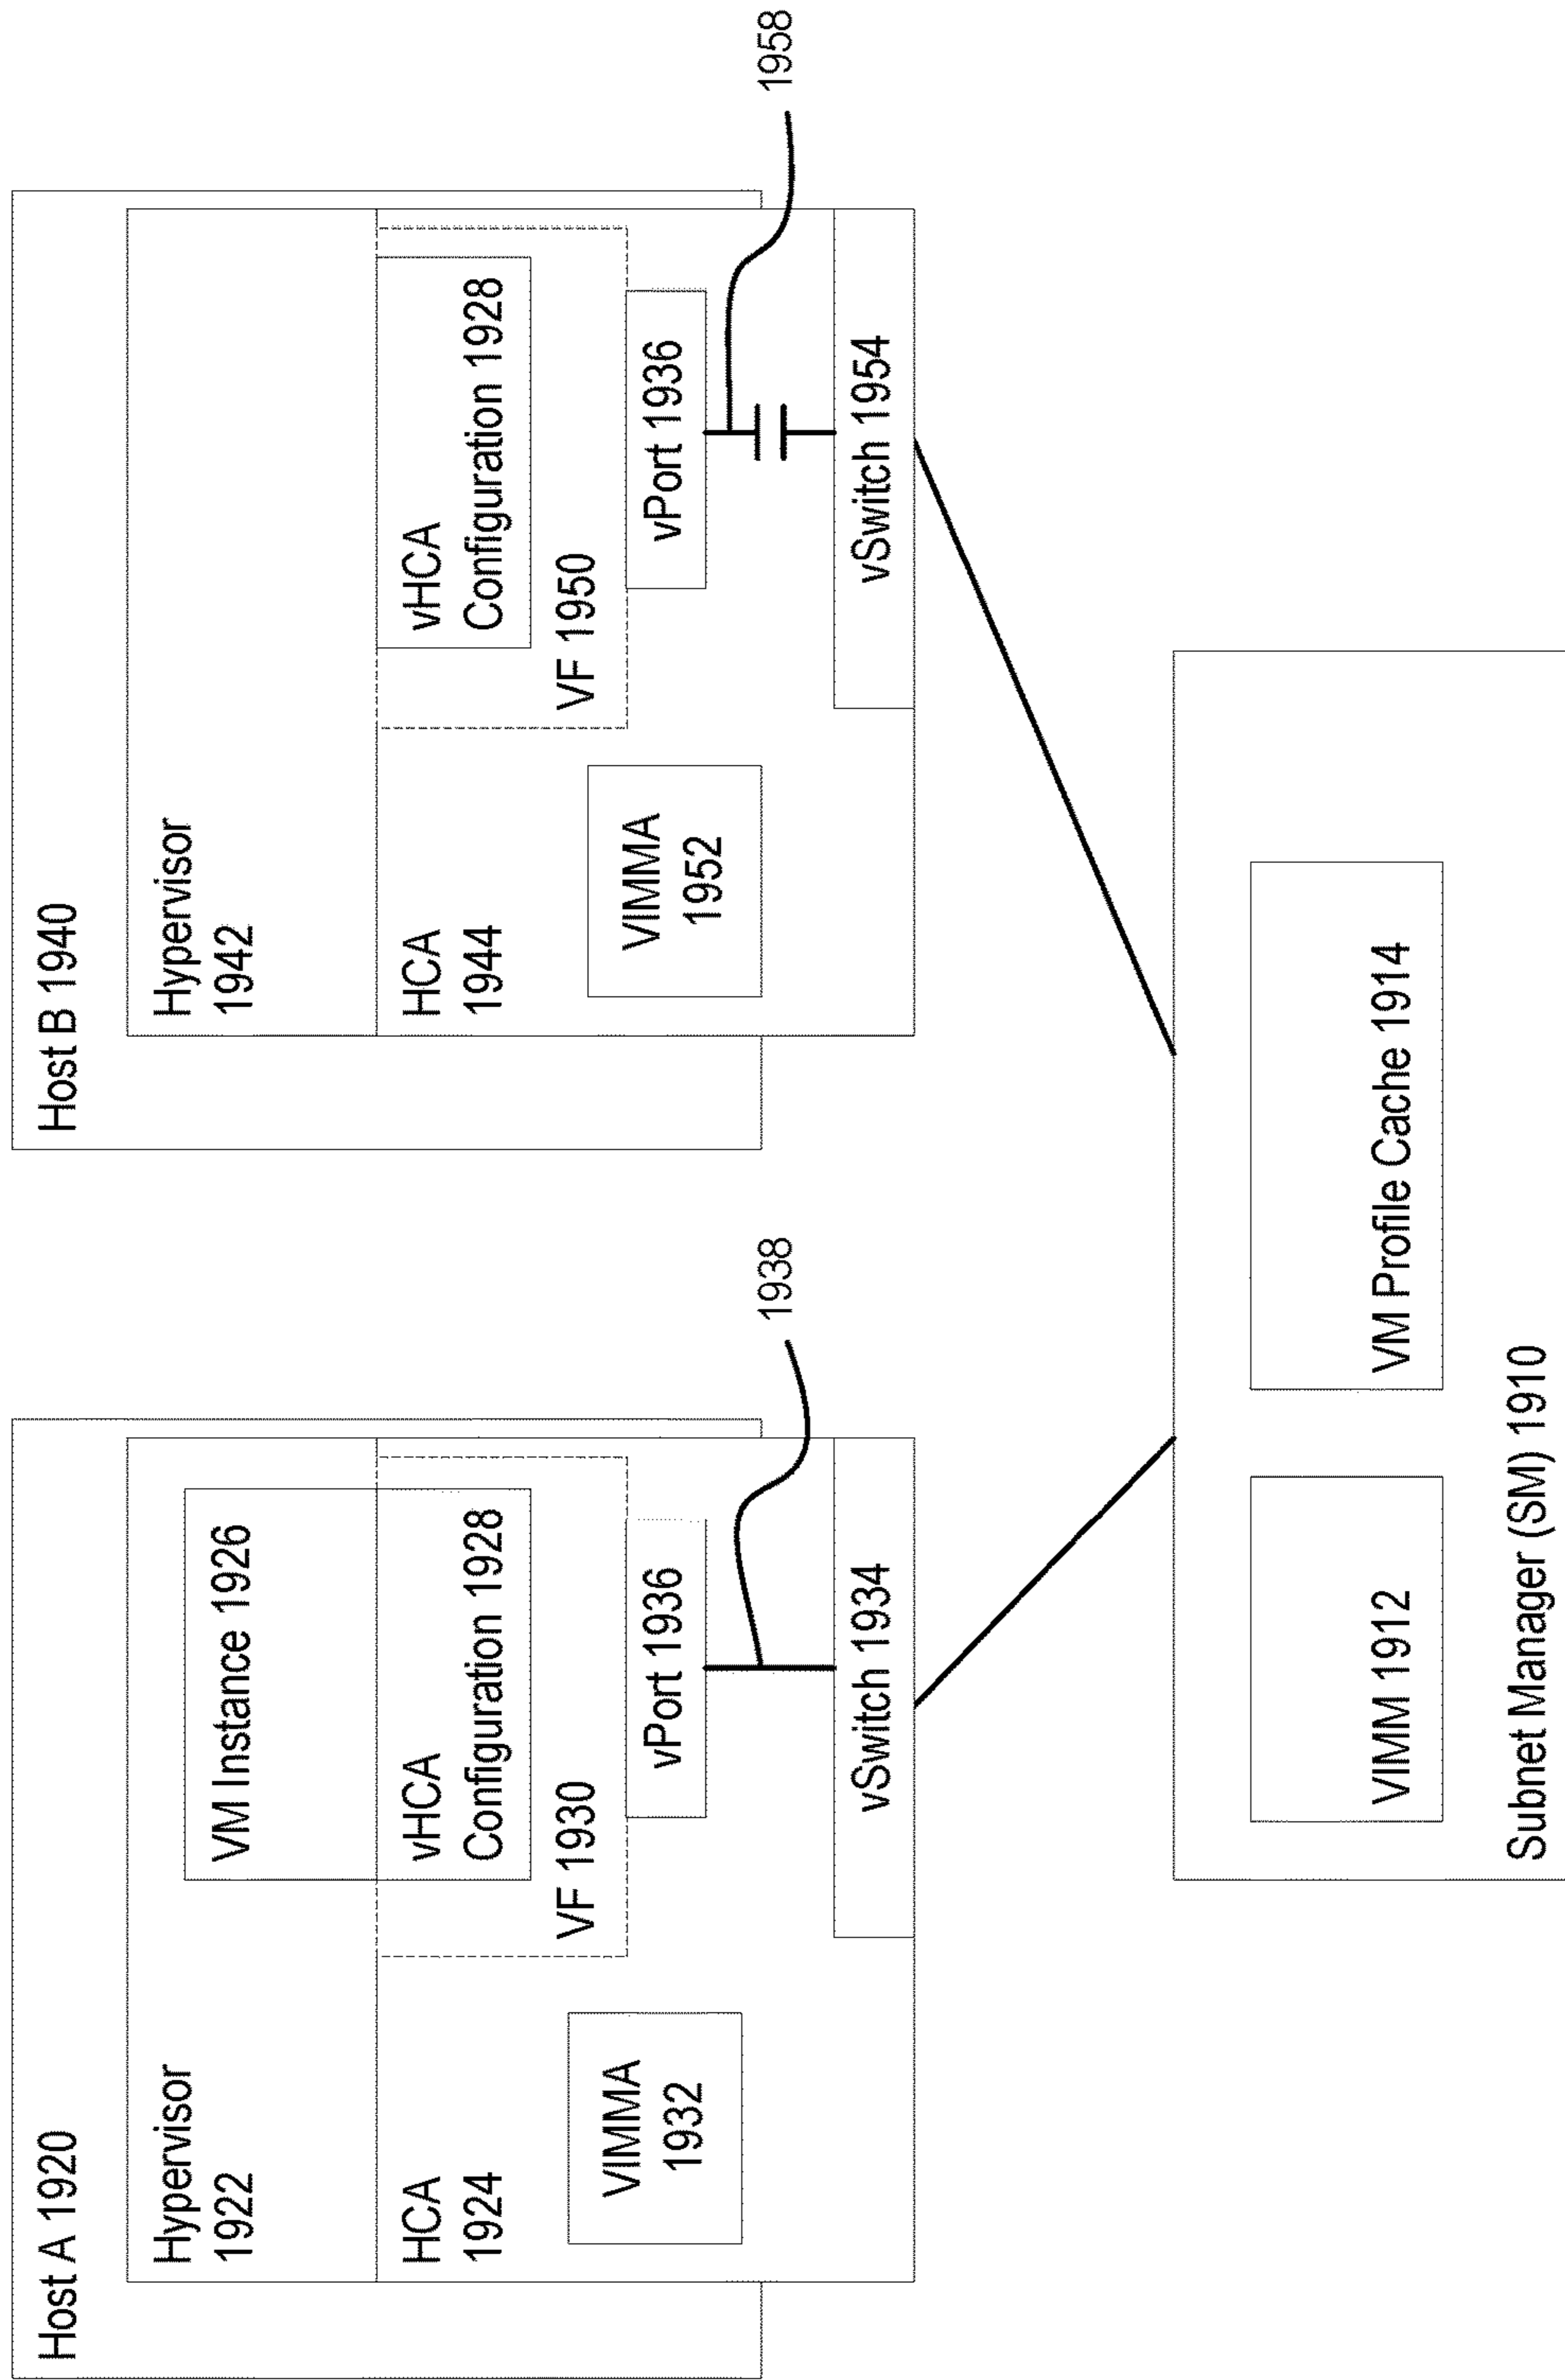 Host A 1920
Hypervisor
1922
VM Instance 1926
HCA
1924
vHCA
Configuration 1928
VF 1930
VIMMA
1932
vPort 1936
vSwitch 1934
1938
Host B 1940
Hypervisor
1942
HCA
1944
vHCA
Configuration 1928
VF 1950
VIMMA
1952
vPort 1936
vSwitch 1954
1958
VIMM 1912
VM Profile Cache 1914
Subnet Manager (SM) 1910